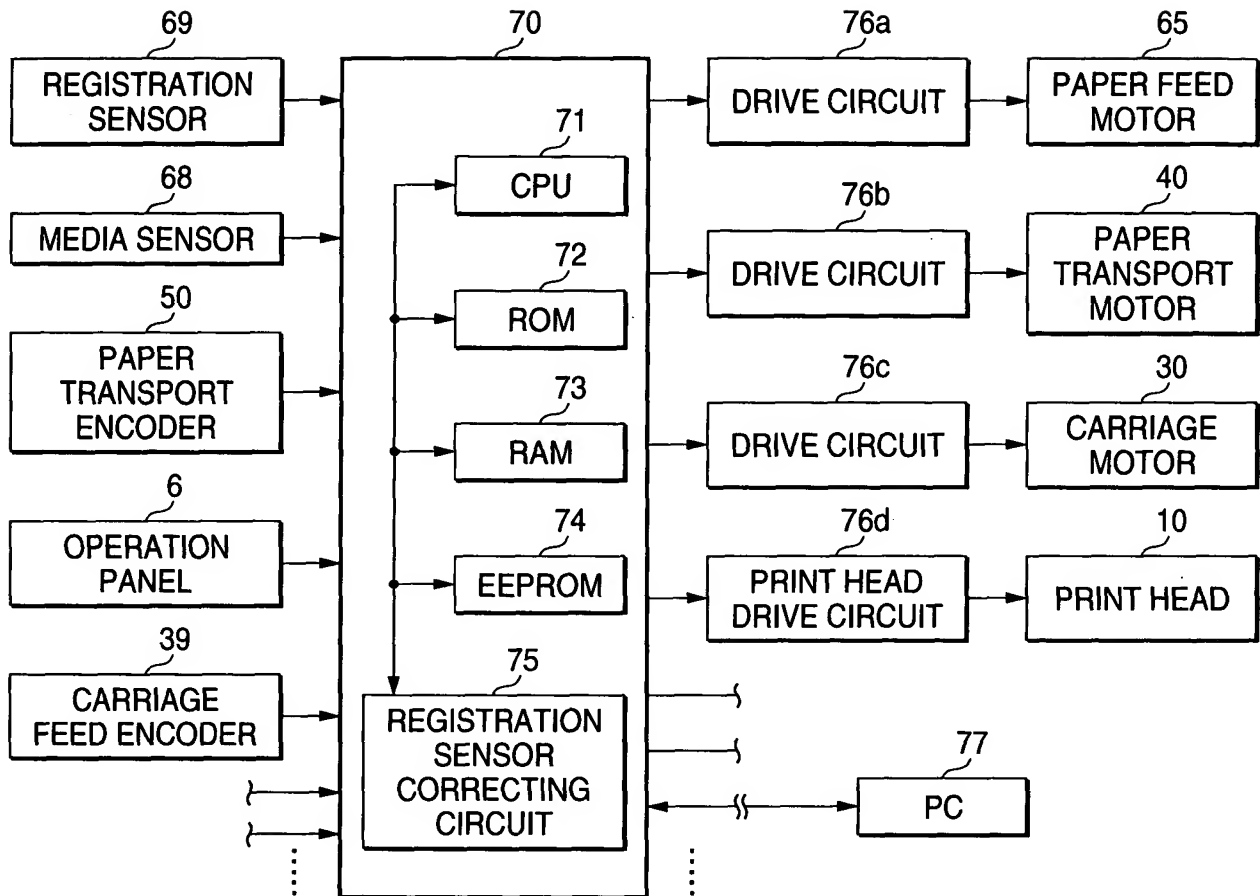 69
REGISTRATION
SENSOR
68
MEDIA SENSOR
50
PAPER
TRANSPORT
ENCODER
6
OPERATION
PANEL
39
CARRIAGE
FEED ENCODER
70
71
CPU
72
ROM
73
RAM
74
EEPROM
75
REGISTRATION
SENSOR
CORRECTING
CIRCUIT
76a
DRIVE CIRCUIT
65
PAPER FEED
MOTOR
76b
DRIVE CIRCUIT
40
PAPER
TRANSPORT
MOTOR
76c
DRIVE CIRCUIT
30
CARRIAGE
MOTOR
76d
PRINT HEAD
DRIVE CIRCUIT
10
PRINT HEAD
77
PC